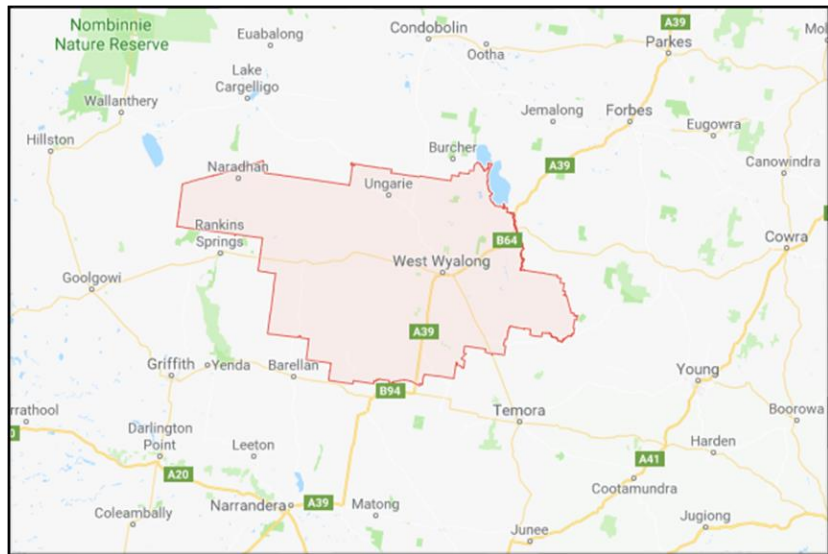 Nombinnie
Nature Reserve
Euabalong
Condobolin
A39
Ootha
Parkes
Lake
Cargelligo
Wallanthery
Jemalong
Forbes
Eugowra
Hillston
Burcher
A39
Canowindra
Naradhan
Ungarie
Rankins
Springs
B64
Cowra
West Wyalong
Goolgowi
A39
Griffith
Yenda
Barellan
B94
Young
Temora
Boorowa
Darlington
Point
Leeton
Harden
A41
A20
Cootamundra
Narrandera
A39
Matong
Coleambally
Junee
Jugiong